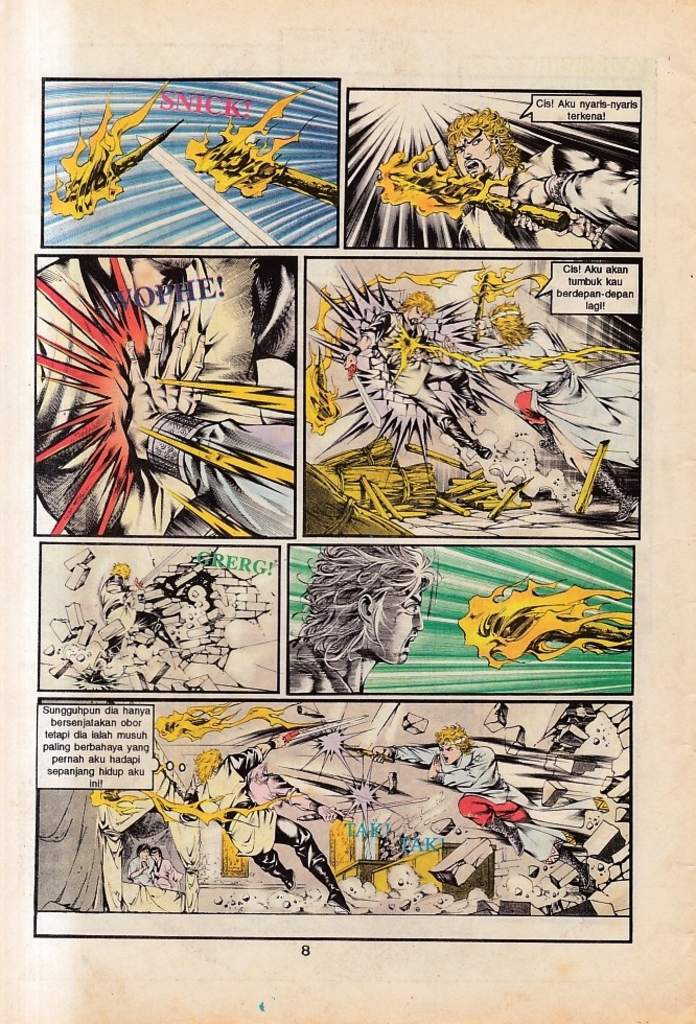 SNICK!
Cis! Aku nyaris-nyaris
terkena!
WOPHE!
Cis! Aku akan
tumbuk kau
berdepan-depan
lagi!
GRERG!
Sungguhpun dia hanya
bersenjatakan obor
tetapi dia ialah musuh
paling berbahaya yang
pernah aku hadapi
sepanjang hidup aku
ini!
TAK!
TAK
8